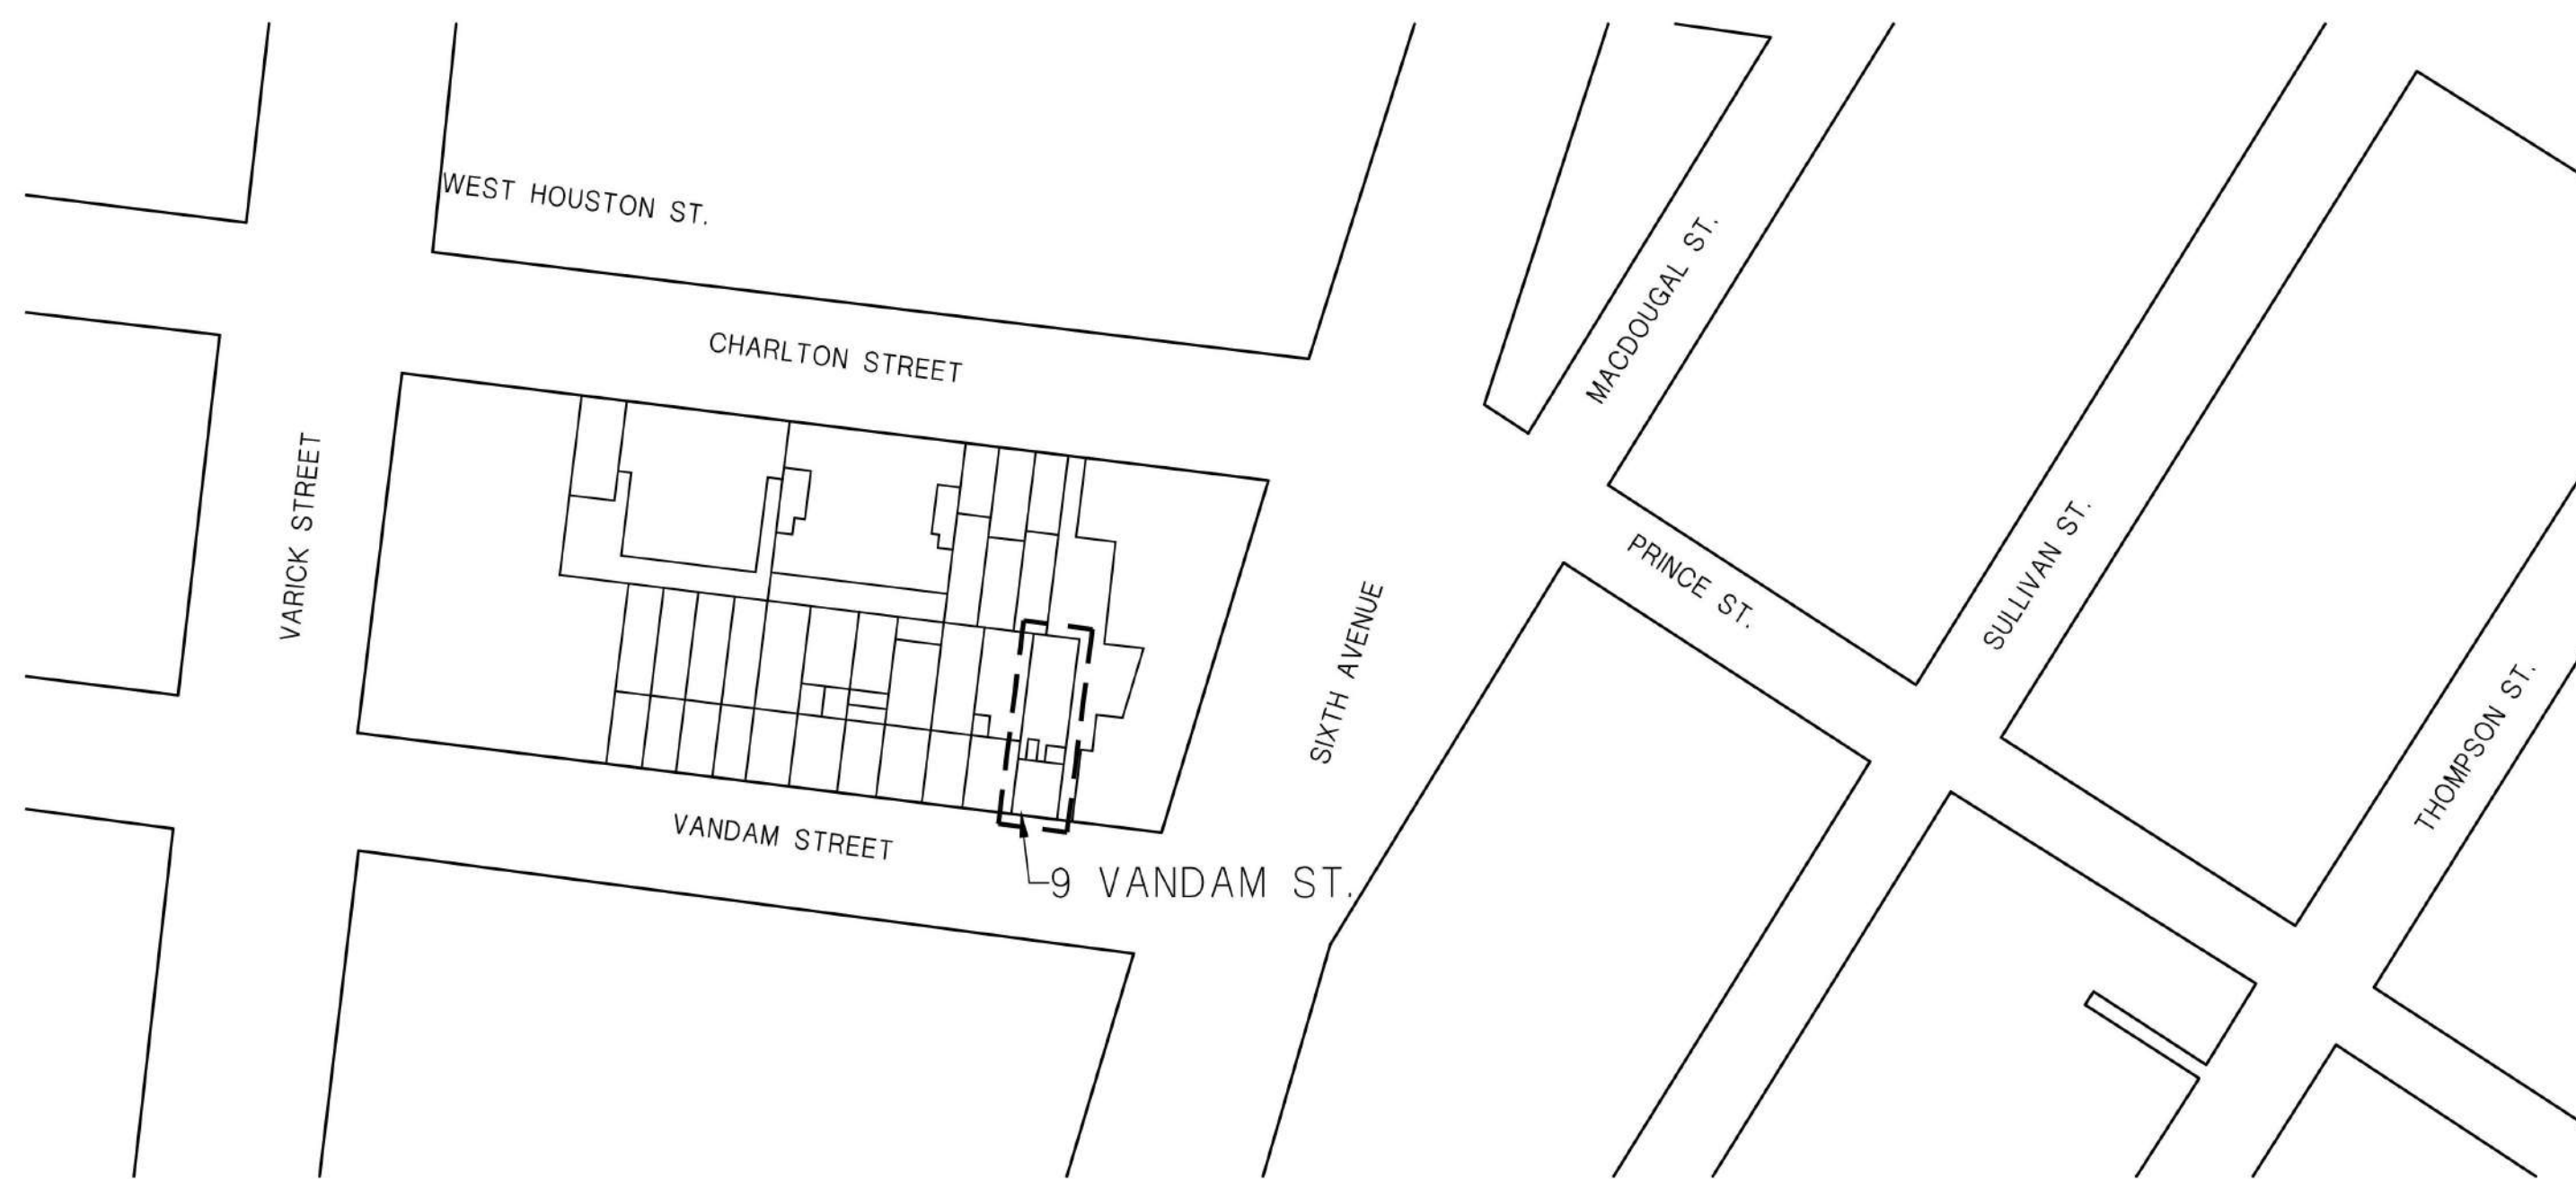 WEST HOUSTON ST.
CHARLTON STREET
MACDOUGAL ST.
VARICK STREET
PRINCE ST.
SULLIVAN ST.
SIXTH AVENUE
THOMPSON ST.
VANDAM STREET
9 VANDAM ST.